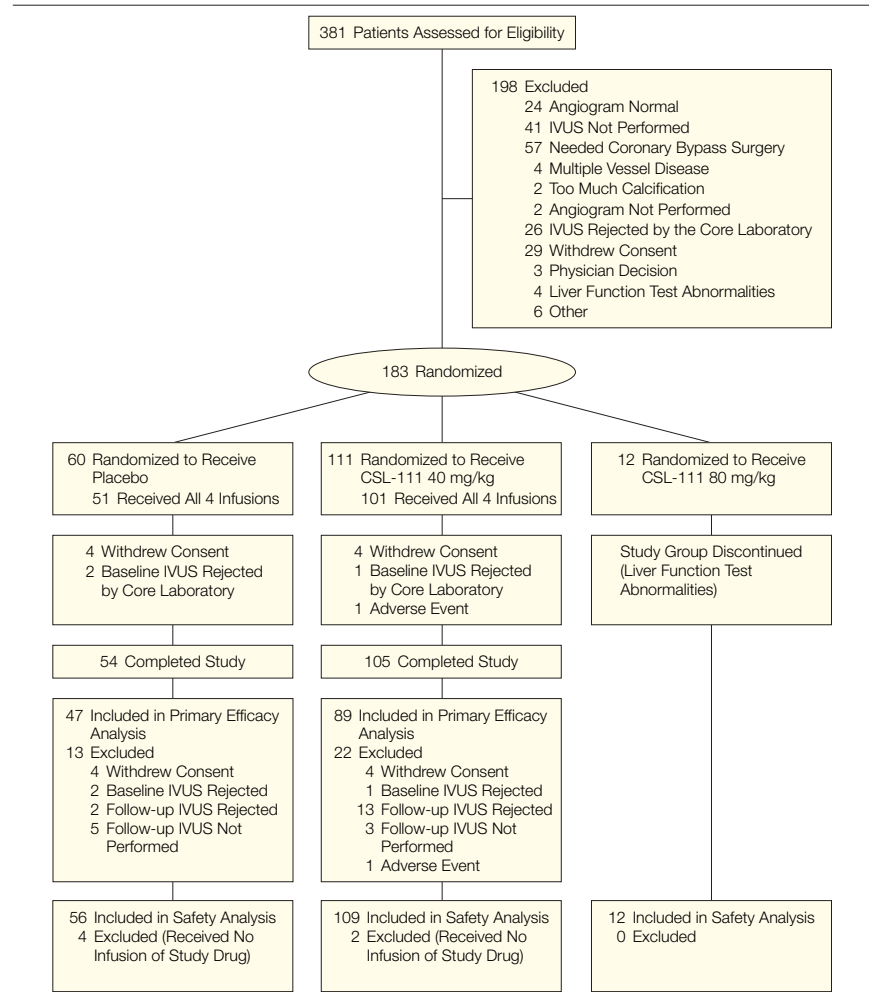 381 Patients Assessed for Eligibility
198 Excluded
24 Angiogram Normal
41 IVUS Not Performed
57 Needed Coronary Bypass Surgery
4 Multiple Vessel Disease
2 Too Much Calcification
2 Angiogram Not Performed
26 IVUS Rejected by the Core Laboratory
29 Withdrew Consent
3 Physician Decision
4 Liver Function Test Abnormalities
6 Other
183 Randomized
60 Randomized to Receive
Placebo
51 Received All 4 Infusions
111 Randomized to Receive
CSL-111 40 mg/kg
101 Received All 4 Infusions
12 Randomized to Receive
CSL-111 80 mg/kg
4 Withdrew Consent
2 Baseline IVUS Rejected
by Core Laboratory
4 Withdrew Consent
1 Baseline IVUS Rejected
by Core Laboratory
1 Adverse Event
Study Group Discontinued
(Liver Function Test
Abnormalities)
54 Completed Study
105 Completed Study
47 Included in Primary Efficacy
Analysis
13 Excluded
4 Withdrew Consent
2 Baseline IVUS Rejected
2 Follow-up IVUS Rejected
5 Follow-up IVUS Not
Performed
89 Included in Primary Efficacy
Analysis
22 Excluded
4 Withdrew Consent
1 Baseline IVUS Rejected
13 Follow-up IVUS Rejected
3 Follow-up IVUS Not
Performed
1 Adverse Event
56 Included in Safety Analysis
4 Excluded (Received No
Infusion of Study Drug)
109 Included in Safety Analysis
2 Excluded (Received No
Infusion of Study Drug)
12 Included in Safety Analysis
0 Excluded